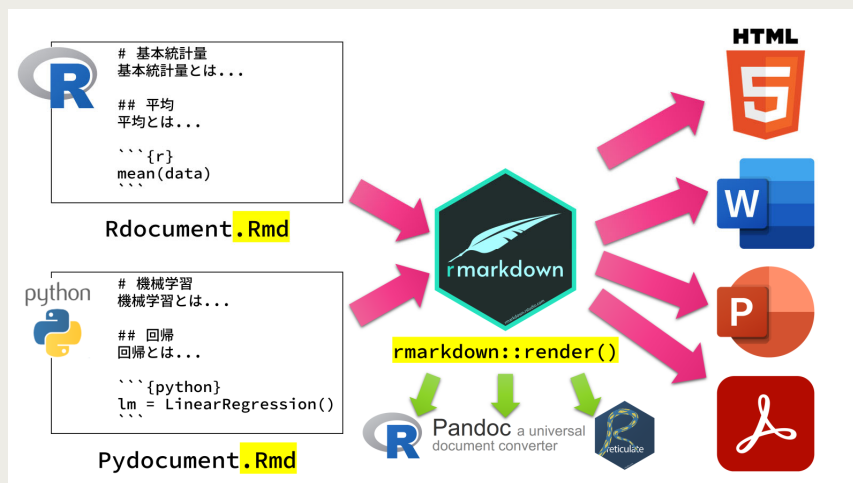 R
# 基本統計量
基本統計量とは...
## 平均
平均とは...
```{r}
mean(data)
```
Rdocument.Rmd
python
# 機械学習
機械学習とは...
## 回帰
回帰とは...
```{python}
lm = LinearRegression()
```
Pydocument.Rmd
rmarkdown
rmarkdown::render()
R
Pandoc a universal
document converter
R
reticulate
HTML
5
W
P